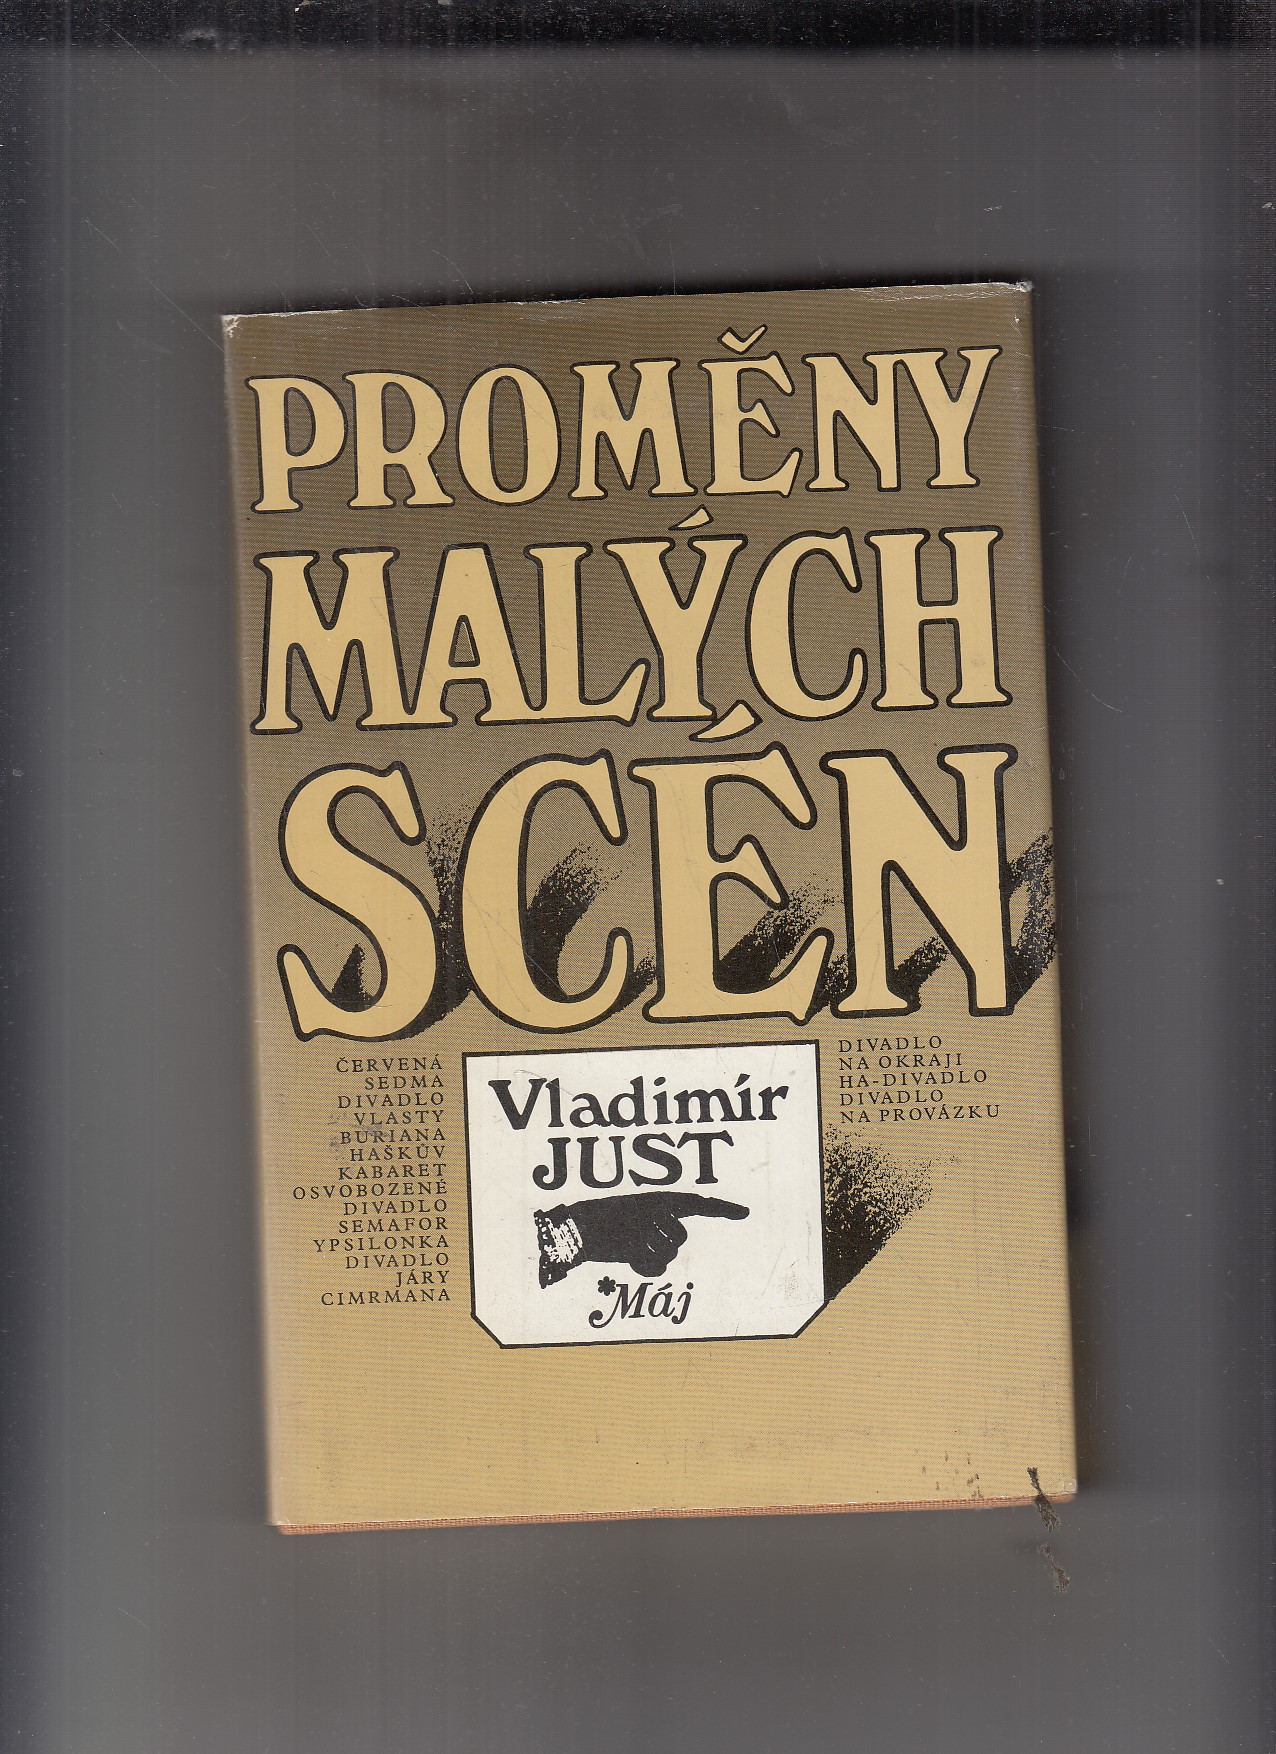 PROMĚNY
MALÝCH
SCÉN
ČERVENÁ
SEDMA
DIVADLO
VLASTY
BURIANA
HAŠKŮV
KABARET
OSVOBOZENÉ
DIVADLO
SEMAFOR
YPSILONKA
DIVADLO
JÁRY
CIMRMANA
Vladimír
JUST
*Máj
DIVADLO
NA OKRAJI
HA-DIVADLO
DIVADLO
NA PROVÁZKU